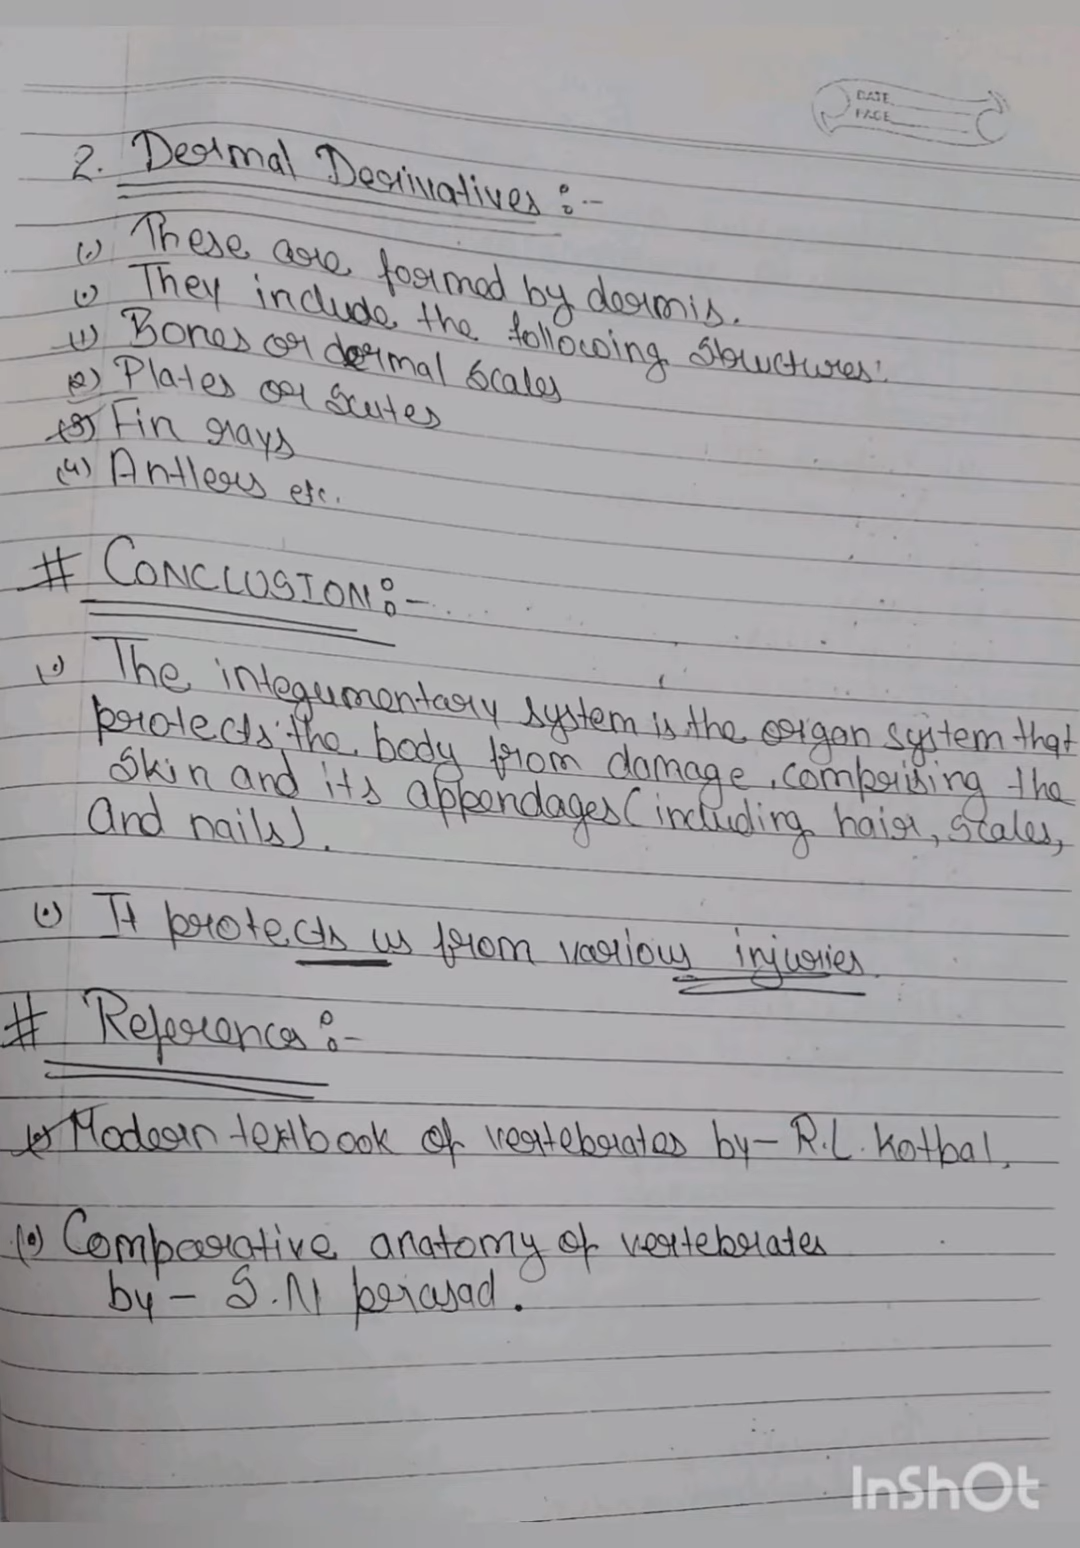 DATE
PAGE
2. Dermal Derivatives :-
(.) These are formed by dermis.
(.) They include the following structures:
(1) Bones or dermal scales
(2) Plates or scutes
(3) Fin rays
(4) Antlers etc.
# CONCLUSION :-
(.) The integumentary system is the organ system that
protects the body from damage, comprising the
skin and its appendages (including hair, scales,
and nails).
(.) It protects us from various injuries.
# References :-
(.) Modern textbook of vertebrates by - R.L. Kotbal.
(.) Comparative anatomy of vertebrates
by - S.N prasad.
InShOt